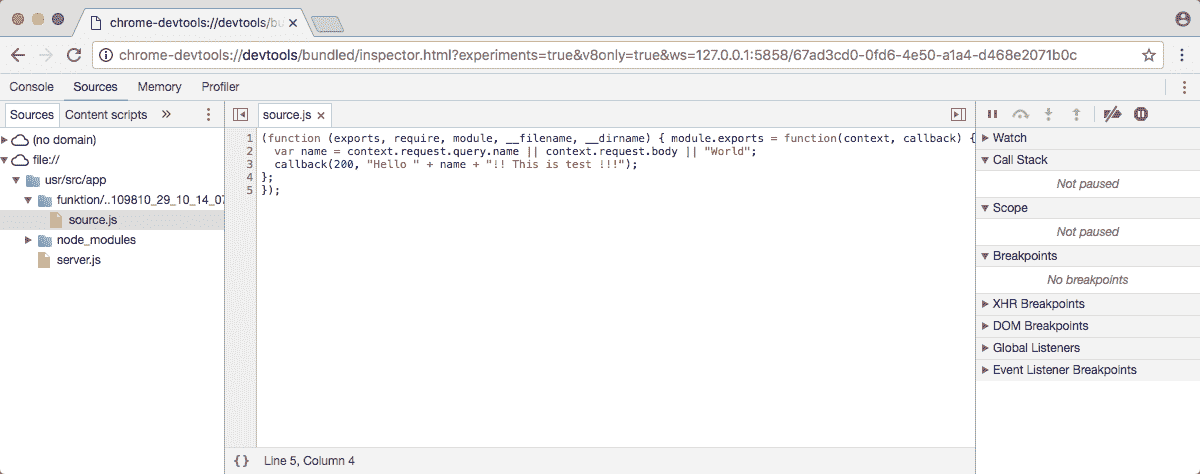 chrome-devtools://devtools/bu
chrome-devtools://devtools/bundled/inspector.html?experiments=true&v8only=true&ws=127.0.0.1:5858/67ad3cd0-0fd6-4e50-a1a4-d468e2071b0c
Console Sources Memory Profiler
Sources Content scripts »
source.js ×
(no domain)
file://
usr/src/app
funktion/..109810_29_10_14_07
source.js
node_modules
server.js
1 (function (exports, require, module, __filename, __dirname) { module.exports = function(context, callback) {
2 var name = context.request.query.name || context.request.body || "World";
3 callback(200, "Hello " + name + "!! This is test !!!");
4 };
5 });
{} Line 5, Column 4
Watch
Call Stack
Not paused
Scope
Not paused
Breakpoints
No breakpoints
XHR Breakpoints
DOM Breakpoints
Global Listeners
Event Listener Breakpoints